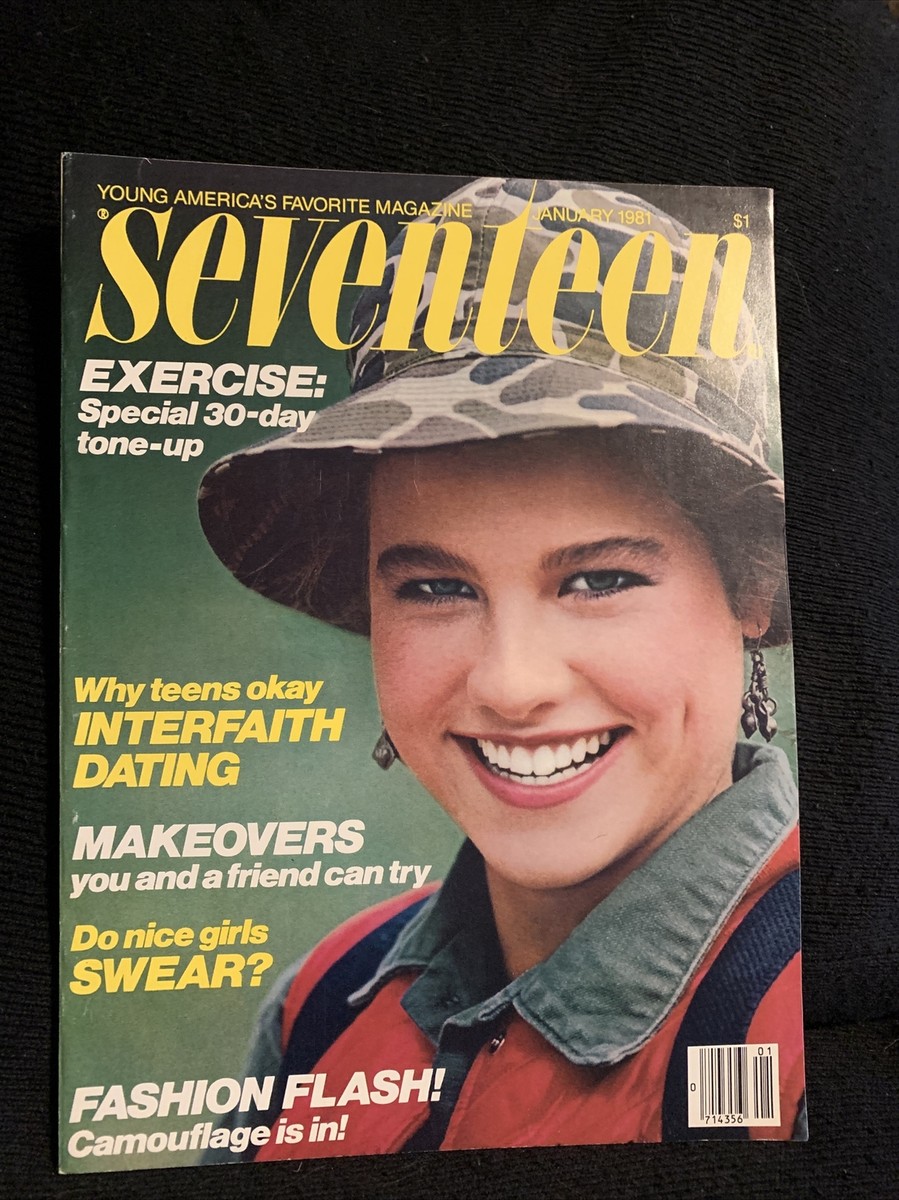 YOUNG AMERICA'S FAVORITE MAGAZINE JANUARY 1981 $1
® seventeen
EXERCISE:
Special 30-day
tone-up
Why teens okay
INTERFAITH
DATING
MAKEOVERS
you and a friend can try
Do nice girls
SWEAR?
FASHION FLASH!
Camouflage is in!
01
0
714356